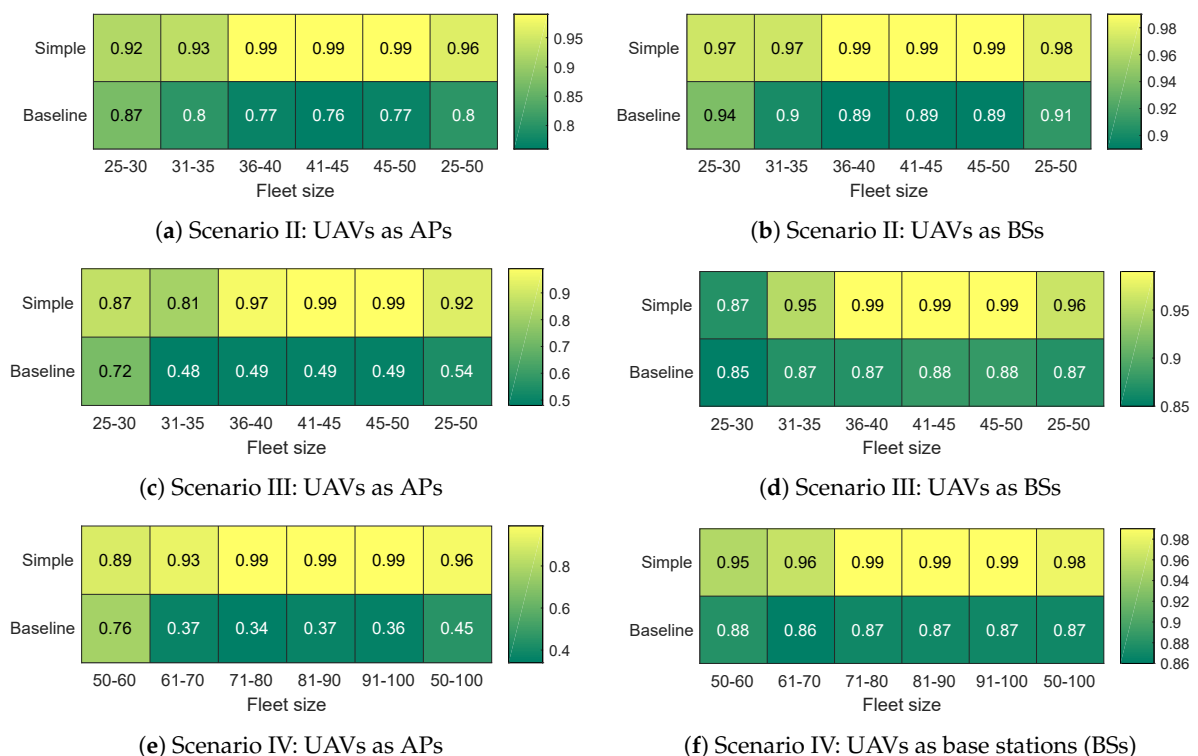 Simple 0.92 0.93 0.99 0.99 0.99 0.96
Baseline 0.87 0.8 0.77 0.76 0.77 0.8
25-30 31-35 36-40 41-45 45-50 25-50
Fleet size
0.95
0.9
0.85
0.8
(a) Scenario II: UAVs as APs
Simple 0.97 0.97 0.99 0.99 0.99 0.98
Baseline 0.94 0.9 0.89 0.89 0.89 0.91
25-30 31-35 36-40 41-45 45-50 25-50
Fleet size
0.98
0.96
0.94
0.92
0.9
(b) Scenario II: UAVs as BSs
Simple 0.87 0.81 0.97 0.99 0.99 0.92
Baseline 0.72 0.48 0.49 0.49 0.49 0.54
25-30 31-35 36-40 41-45 45-50 25-50
Fleet size
0.9
0.8
0.7
0.6
0.5
(c) Scenario III: UAVs as APs
Simple 0.87 0.95 0.99 0.99 0.99 0.96
Baseline 0.85 0.87 0.87 0.88 0.88 0.87
25-30 31-35 36-40 41-45 45-50 25-50
Fleet size
0.95
0.9
0.85
(d) Scenario III: UAVs as BSs
Simple 0.89 0.93 0.99 0.99 0.99 0.96
Baseline 0.76 0.37 0.34 0.37 0.36 0.45
50-60 61-70 71-80 81-90 91-100 50-100
Fleet size
0.8
0.6
0.4
(e) Scenario IV: UAVs as APs
Simple 0.95 0.96 0.99 0.99 0.99 0.98
Baseline 0.88 0.86 0.87 0.87 0.87 0.87
50-60 61-70 71-80 81-90 91-100 50-100
Fleet size
0.98
0.96
0.94
0.92
0.9
0.88
0.86
(f) Scenario IV: UAVs as base stations (BSs)